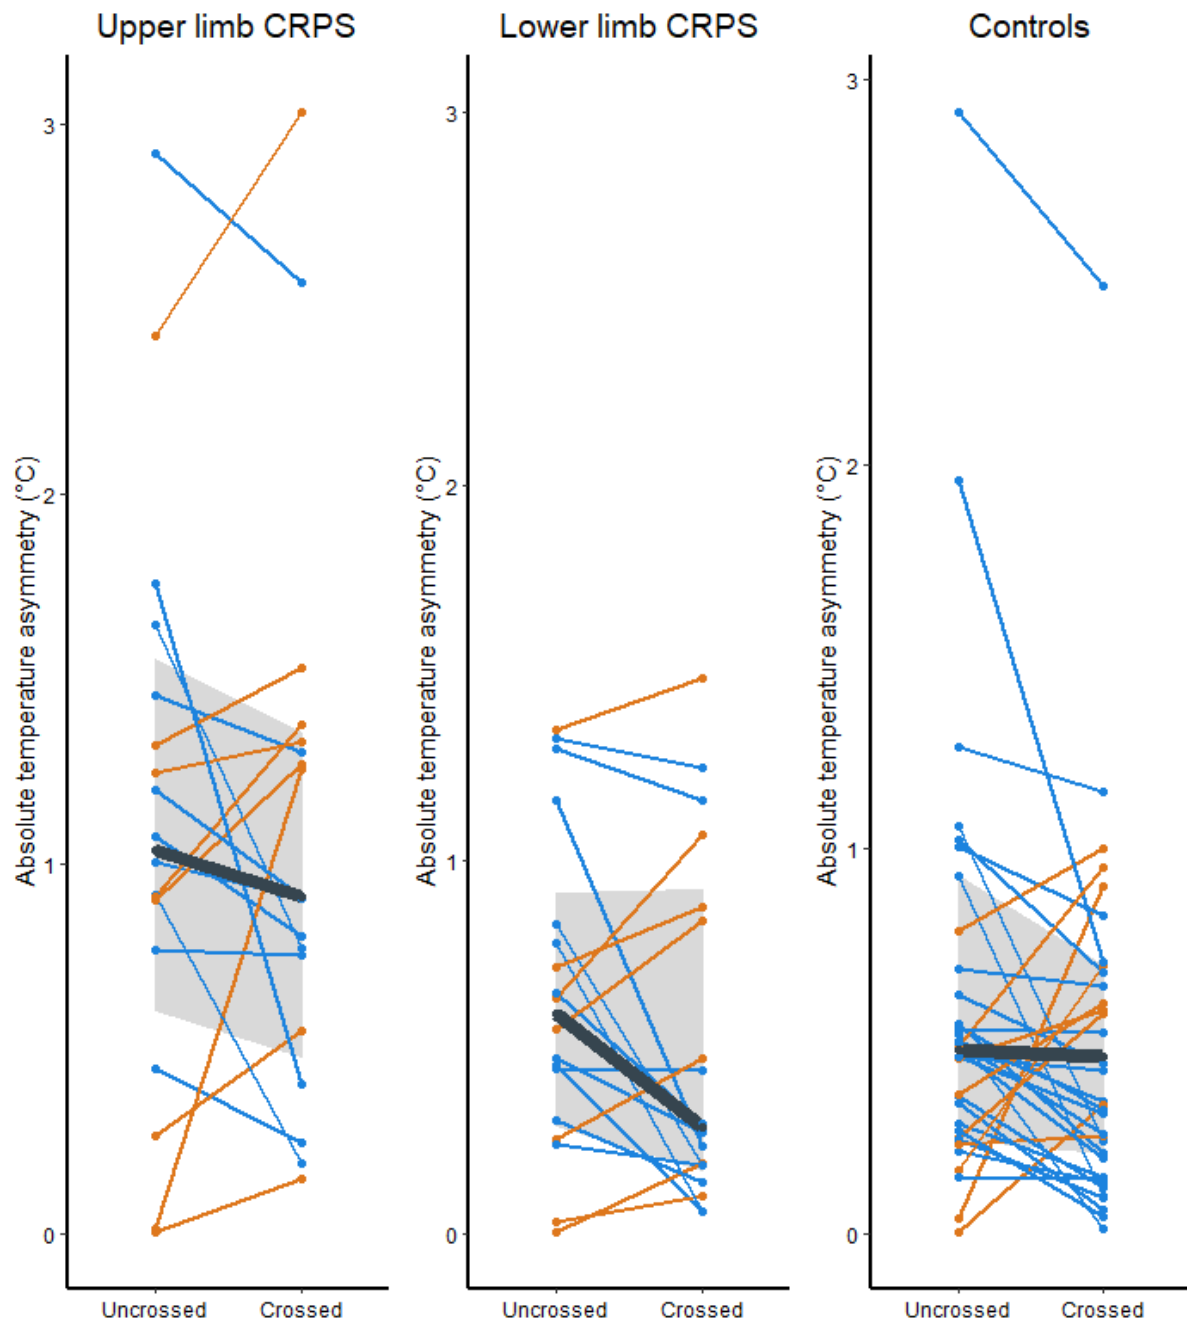 Upper limb CRPS
Absolute temperature asymmetry (°C)
3
2
1
0
Uncrossed Crossed
Lower limb CRPS
Absolute temperature asymmetry (°C)
3
2
1
0
Uncrossed Crossed
Controls
Absolute temperature asymmetry (°C)
3
2
1
0
Uncrossed Crossed